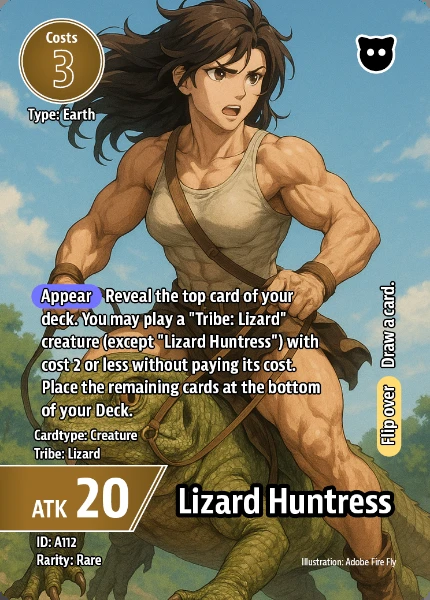 Costs
3
Type: Earth
Appear Reveal the top card of your
deck. You may play a "Tribe: Lizard"
creature (except "Lizard Huntress") with
cost 2 or less without paying its cost.
Place the remaining cards at the bottom
of your Deck.
Flip over Draw a card.
Cardtype: Creature
Tribe: Lizard
ATK 20
Lizard Huntress
ID: A112
Rarity: Rare
Illustration: Adobe Fire Fly